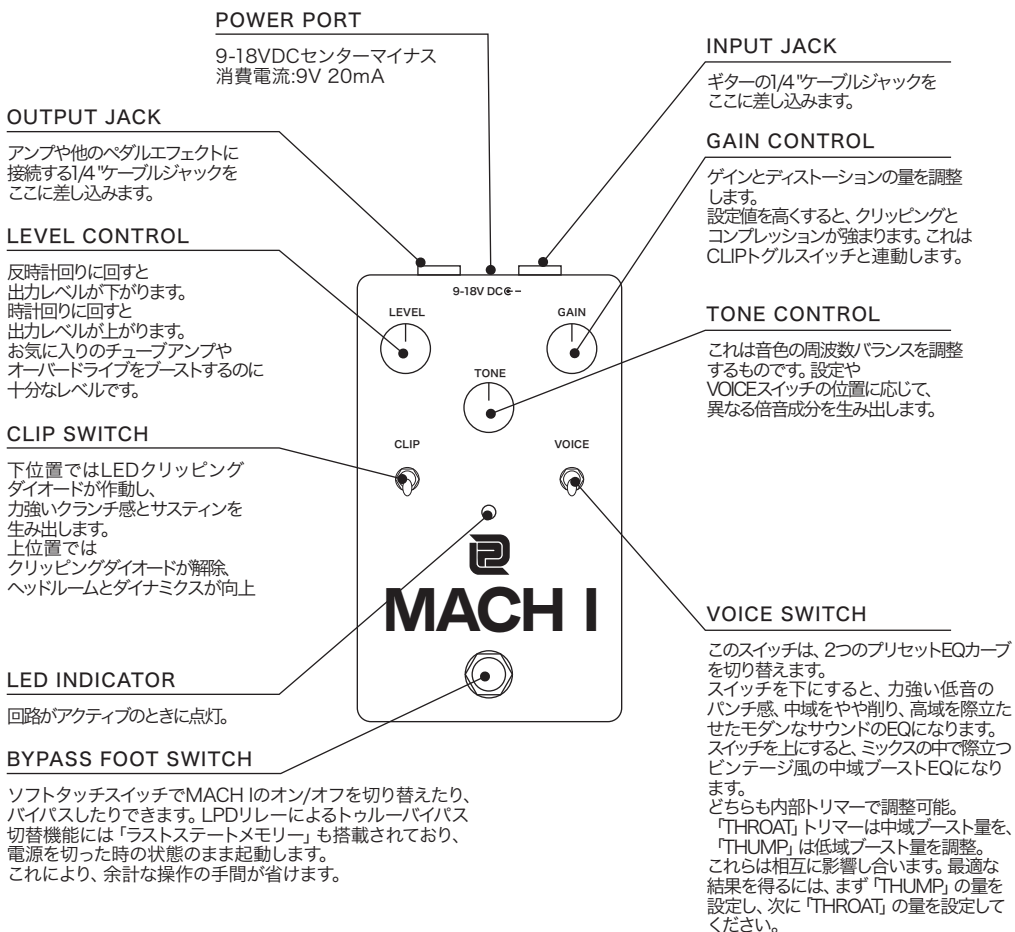 POWER PORT
9-18VDCセンターマイナス
消費電流:9V 20mA
INPUT JACK
ギターの1/4"ケーブルジャックを
ここに差し込みます。
OUTPUT JACK
アンプや他のペダルエフェクトに
接続する1/4"ケーブルジャックを
ここに差し込みます。
GAIN CONTROL
ゲインとディストーションの量を調整
します。
設定値を高くすると、クリッピングと
コンプレッションが強まります。これは
CLIPトグルスイッチと連動します。
LEVEL CONTROL
反時計回りに回すと
出力レベルが下がります。
時計回りに回すと
出力レベルが上がります。
お気に入りのチューブアンプや
オーバードライブをブーストするのに
十分なレベルです。
TONE CONTROL
これは音色の周波数バランスを調整
するものです。設定や
VOICEスイッチの位置に応じて、
異なる倍音成分を生み出します。
9-18V DC
LEVEL
GAIN
TONE
CLIP
VOICE
MACH I
CLIP SWITCH
下位置ではLEDクリッピング
ダイオードが作動し、
力強いクランチ感とサスティンを
生み出します。
上位置では
クリッピングダイオードが解除、
ヘッドルームとダイナミクスが向上
LED INDICATOR
回路がアクティブのときに点灯。
BYPASS FOOT SWITCH
ソフトタッチスイッチでMACH Iのオン/オフを切り替えたり、
バイパスしたりできます。LPDリレーによるトゥルーバイパス
切替機能には「ラストステートメモリー」も搭載されており、
電源を切った時の状態のまま起動します。
これにより、余計な操作の手間が省けます。
VOICE SWITCH
このスイッチは、2つのプリセットEQカーブ
を切り替えます。
スイッチを下にすると、力強い低音の
パンチ感、中域をやや削り、高域を際立た
せたモダンなサウンドのEQになります。
スイッチを上にすると、ミックスの中で際立つ
ビンテージ風の中域ブーストEQになり
ます。
どちらも内部トリマーで調整可能。
「THROAT」トリマーは中域ブースト量を、
「THUMP」は低域ブースト量を調整。
これらは相互に影響し合います。最適な
結果を得るには、まず「THUMP」の量を
設定し、次に「THROAT」の量を設定して
ください。